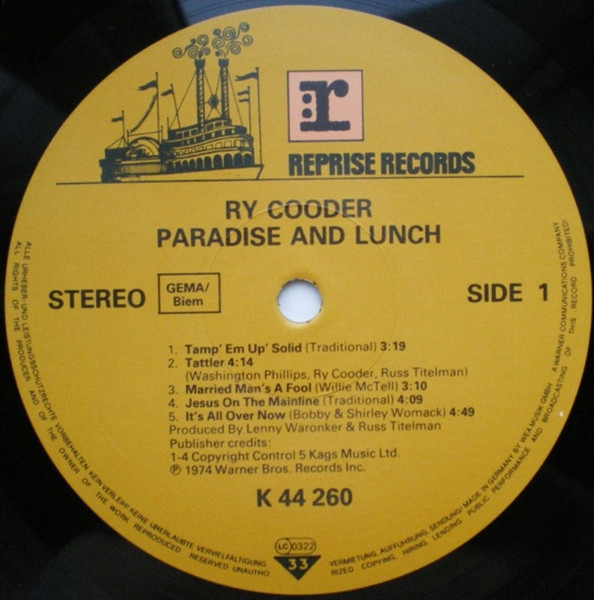 r
REPRISE RECORDS
RY COODER
PARADISE AND LUNCH
STEREO
GEMA/
Biem
SIDE 1
1. Tamp' Em Up' Solid (Traditional) 3:19
2. Tattler 4:14
(Washington Phillips, Ry Cooder, Russ Titelman)
3. Married Man's A Fool (Willie McTell) 3:10
4. Jesus On The Mainline (Traditional) 4:09
5. It's All Over Now (Bobby & Shirley Womack) 4:49
Produced By Lenny Waronker & Russ Titelman
Publisher credits:
1-4 Copyright Control 5 Kags Music Ltd.
℗ 1974 Warner Bros. Records Inc.
K 44 260
LC 0322
33
ALLE URHEBER- UND LEISTUNGSSCHUTZRECHTE VORBEHALTEN KEIN VERLEIH! KEINE UNERLAUBTE VERVIELFÄLTIGUNG,
VERMIETUNG, AUFFÜHRUNG, SENDUNG! MADE IN GERMANY BY WEA MUSIK GMBH. A WARNER COMMUNICATIONS COMPANY
ALL RIGHTS OF THE PRODUCER AND OF THE OWNER OF THE WORK REPRODUCED RESERVED UNAUTHO
RIZED COPYING, HIRING, LENDING PUBLIC PERFORMANCE AND BROADCASTING OF THIS RECORD PROHIBITED!